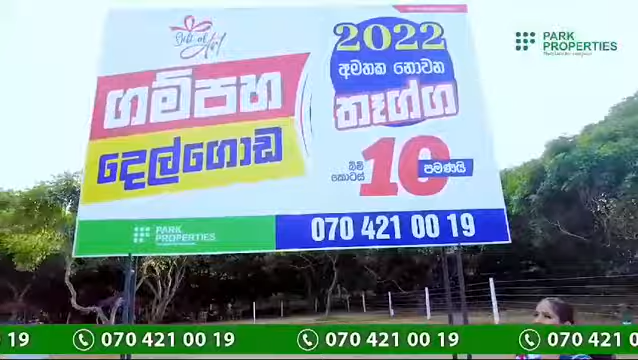 Gift of Art
ගම්පහ
දෙල්ගොඩ
2022
අමතක නොවන
තෑග්ග
බිම්
කොටස්
10
පමණයි
PARK
PROPERTIES
070 421 00 19
PARK
PROPERTIES
19
070 421 00 19
070 421 00 19
070 421 0